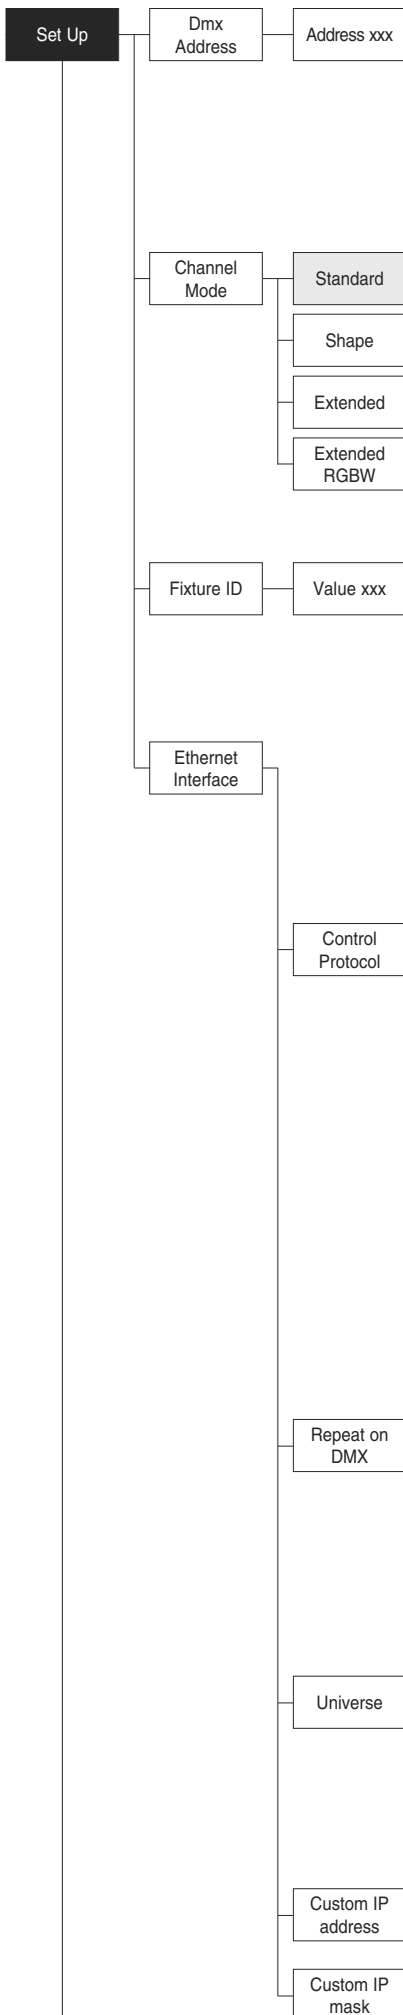 Set Up
Dmx
Address
Address xxx
Channel
Mode
Standard
Shape
Extended
Extended
RGBW
Fixture ID
Value xxx
Ethernet
Interface
Control
Protocol
Repeat on
DMX
Universe
Custom IP
address
Custom IP
mask